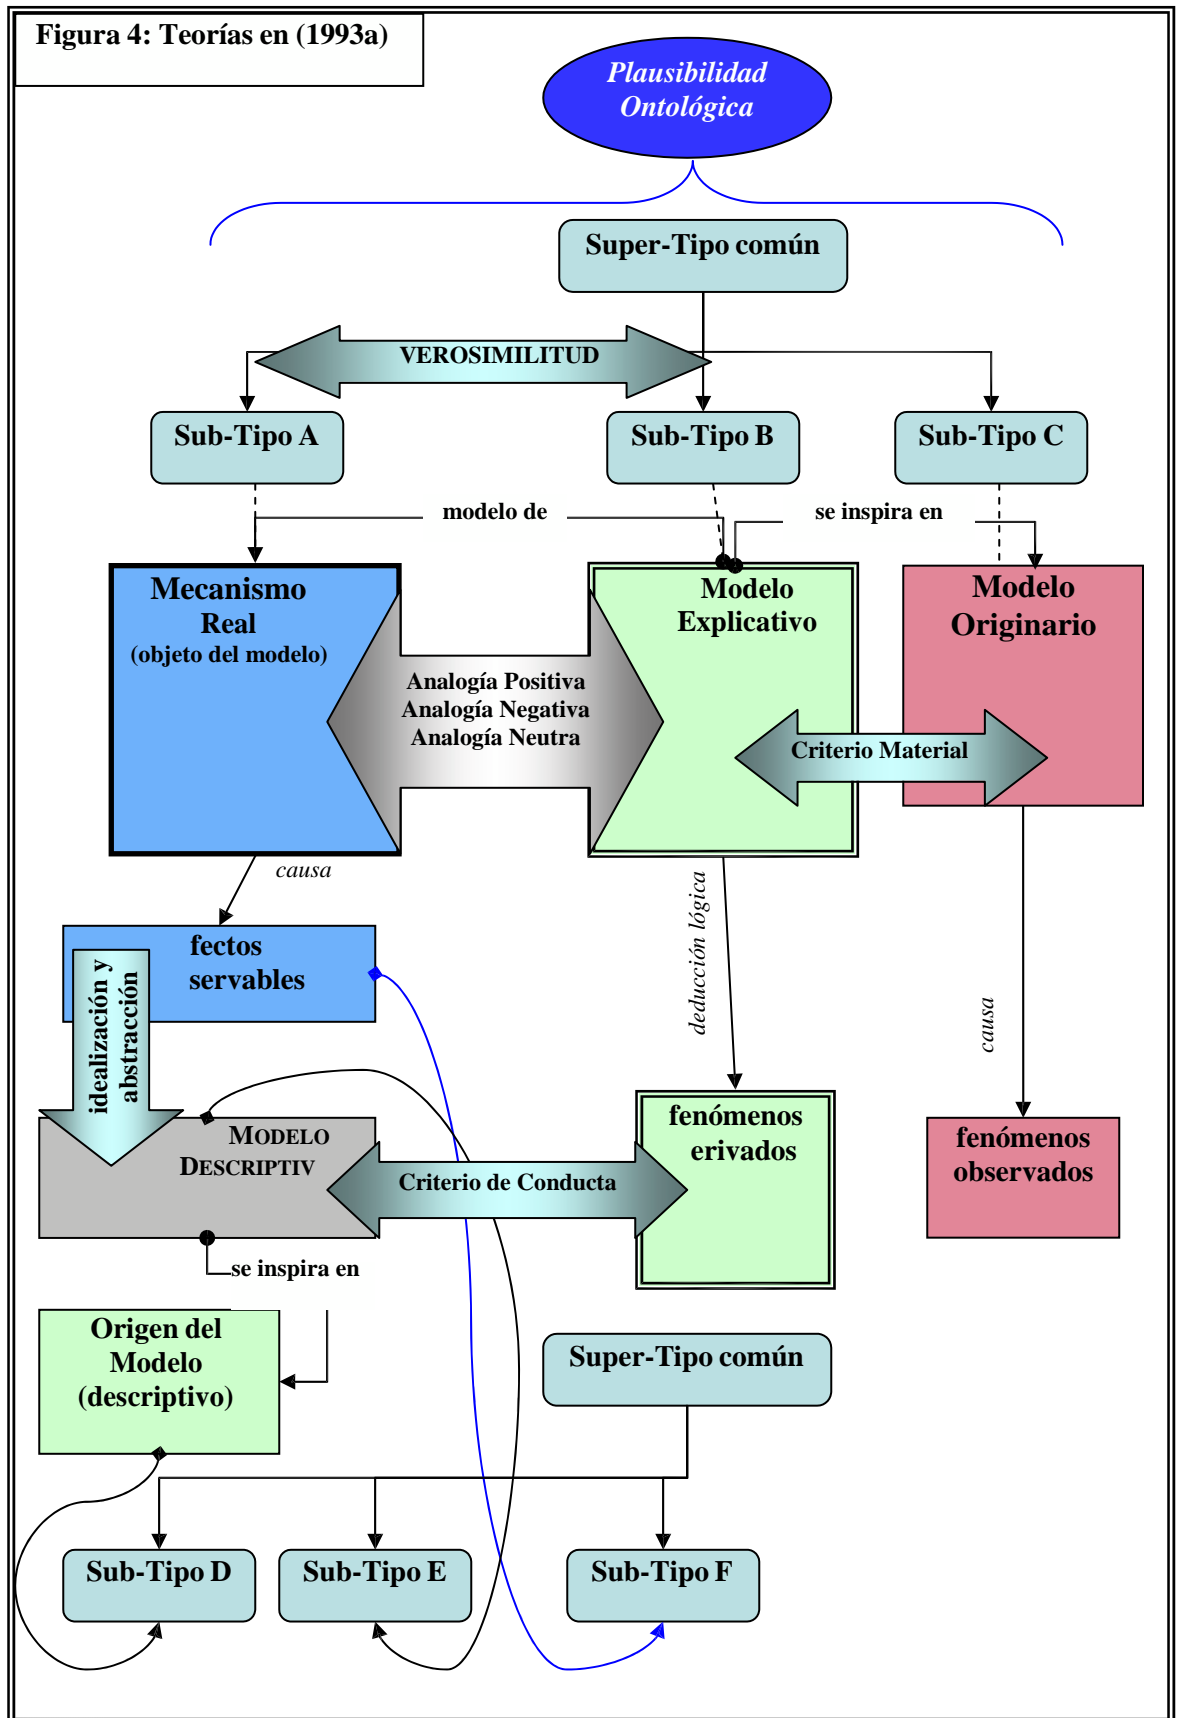 Figura 4: Teorías en (1993a)
Plausibilidad
Ontológica
Super-Tipo común
VEROSIMILITUD
Sub-Tipo A
Sub-Tipo B
Sub-Tipo C
modelo de
se inspira en
Mecanismo
Real
(objeto del modelo)
Modelo
Explicativo
Modelo
Originario
Analogía Positiva
Analogía Negativa
Analogía Neutra
Criterio Material
causa
deducción lógica
causa
fectos
servables
idealización y
abstracción
MODELO
DESCRIPTIV
Criterio de Conducta
fenómenos
erivados
fenómenos
observados
se inspira en
Origen del
Modelo
(descriptivo)
Super-Tipo común
Sub-Tipo D
Sub-Tipo E
Sub-Tipo F